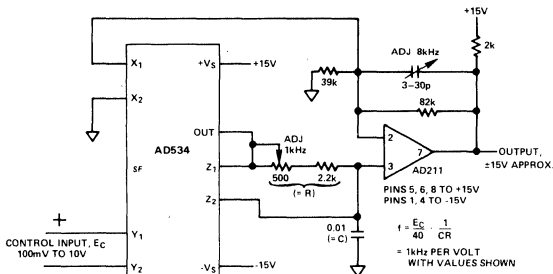 +15V
ADJ 8kHz
2k
X1
+VS
+15V
39k
3–30p
X2
82k
OUT
ADJ
1kHz
2
AD534
7
OUTPUT,
±15V APPROX.
SF
Z1
3
AD211
500
2.2k
PINS 5, 6, 8 TO +15V
PINS 1, 4 TO -15V
(= R)
Z2
+
0.01
(= C)
f = EC/40 · 1/CR
CONTROL INPUT, EC
100mV TO 10V
Y1
= 1kHz PER VOLT
WITH VALUES SHOWN
Y2
-VS
-15V